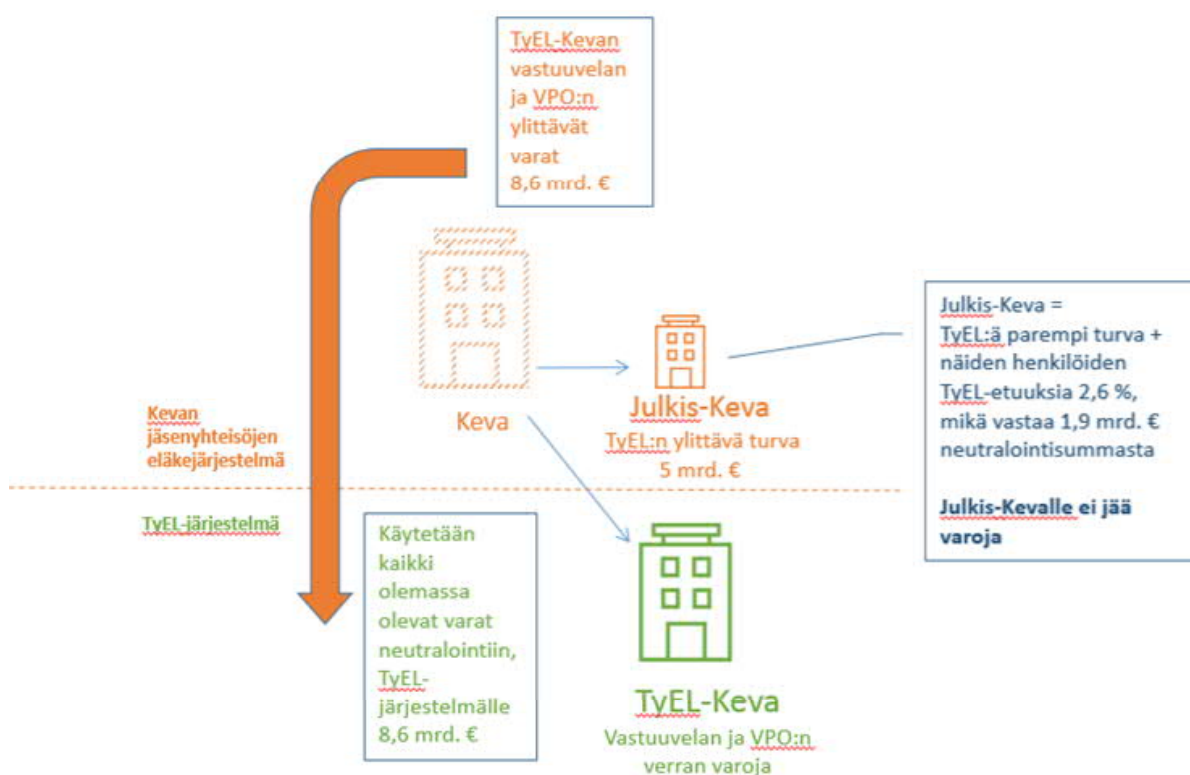 TyEL-Kevan
vastuuvelan
ja VPO:n
ylittävät
varat
8,6 mrd. €
Keva
Julkis-Keva
TyEL:n ylittävä turva
5 mrd. €
Julkis-Keva =
TyEL:ä parempi turva +
näiden henkilöiden
TyEL-etuuksia 2,6 %,
mikä vastaa 1,9 mrd. €
neutralointisummasta
Julkis-Kevalle ei jää
varoja
Kevan
jäsenyhteisöjen
eläkejärjestelmä
TyEL-järjestelmä
Käytetään
kaikki
olemassa
olevat varat
neutralointiin,
TyEL-
järjestelmälle
8,6 mrd. €
TyEL-Keva
Vastuuvelan ja VPO:n
verran varoja